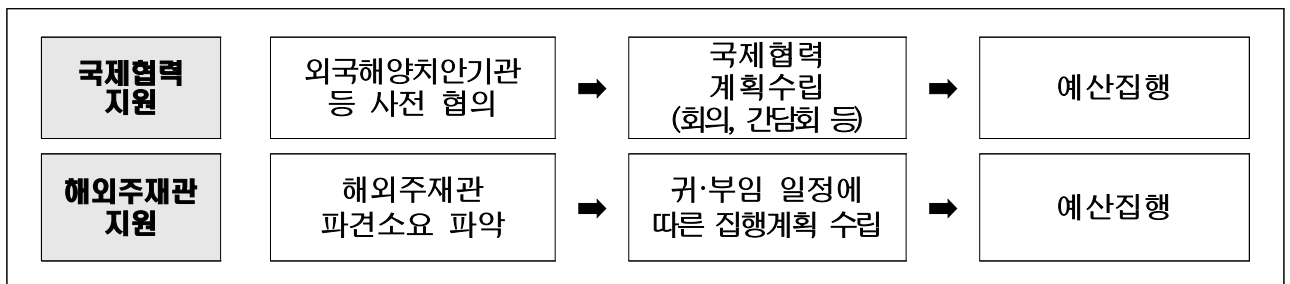 국제협력
지원
외국해양치안기관
등 사전 협의
➡
국제협력
계획수립
(회의, 간담회 등)
➡
예산집행
해외주재관
지원
해외주재관
파견소요 파악
➡
귀·부임 일정에
따른 집행계획 수립
➡
예산집행